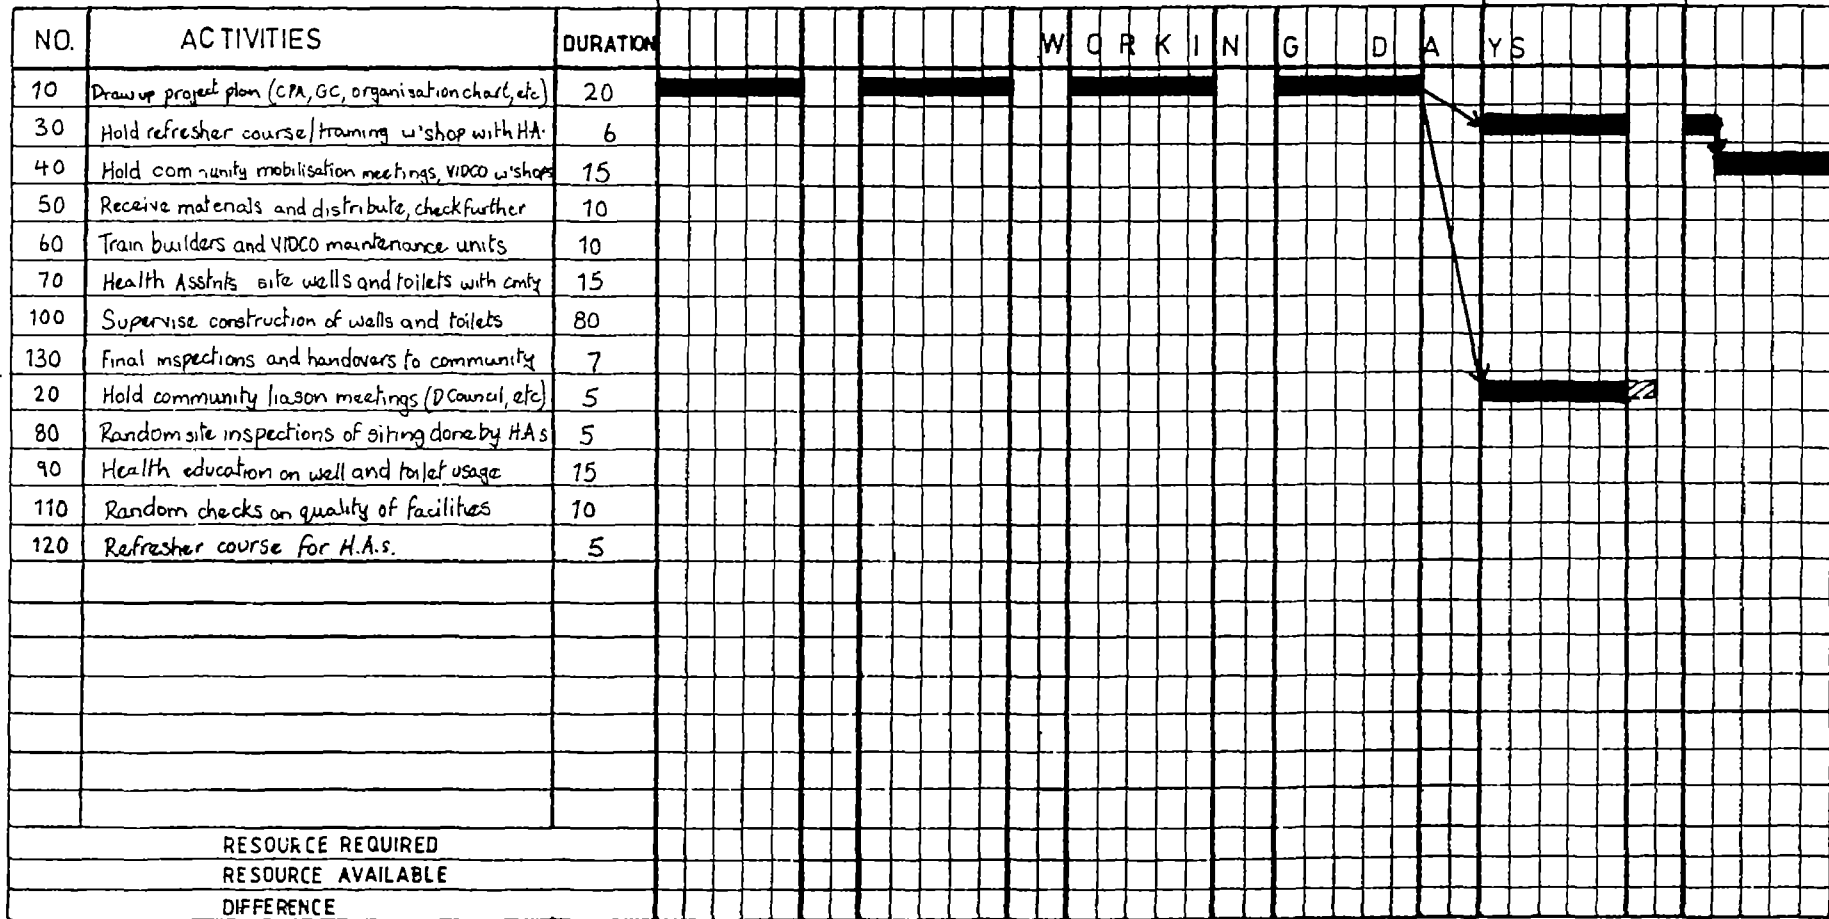 NO. ACTIVITIES DURATION WORKING DAYS
10 Draw up project plan (CPA, GC, organisation chart, etc) 20
30 Hold refresher course/training w'shop with HA. 6
40 Hold community mobilisation meetings, VIDCO w'shops 15
50 Receive materials and distribute, check further 10
60 Train builders and VIDCO maintenance units 10
70 Health Asstnts site wells and toilets with cmty 15
100 Supervise construction of wells and toilets 80
130 Final inspections and handovers to community 7
20 Hold community liason meetings (D Council, etc) 5
80 Random site inspections of siting done by HAs 5
90 Health education on well and toilet usage 15
110 Random checks on quality of facilities 10
120 Refresher course for H.A.s. 5
RESOURCE REQUIRED
RESOURCE AVAILABLE
DIFFERENCE